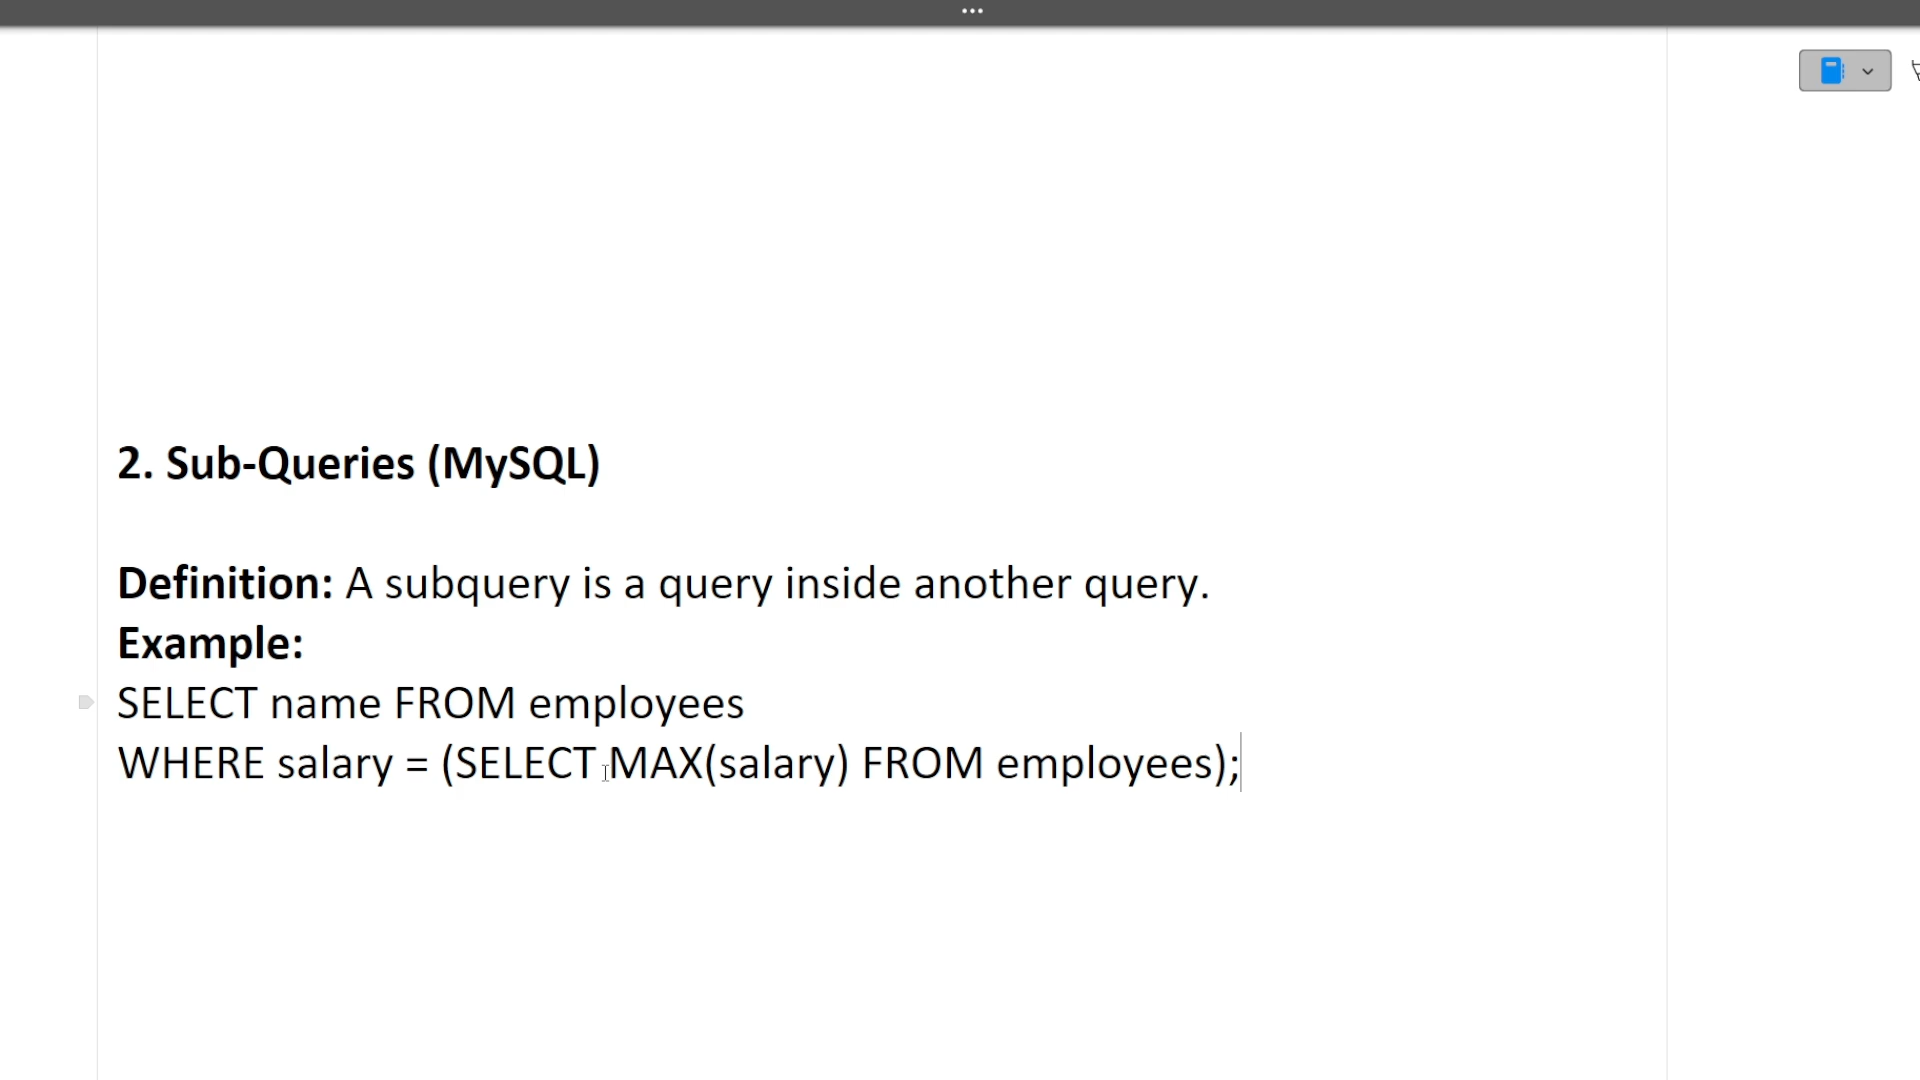 2. Sub-Queries (MySQL)
Definition: A subquery is a query inside another query.
Example:
SELECT name FROM employees
WHERE salary = (SELECT MAX(salary) FROM employees);